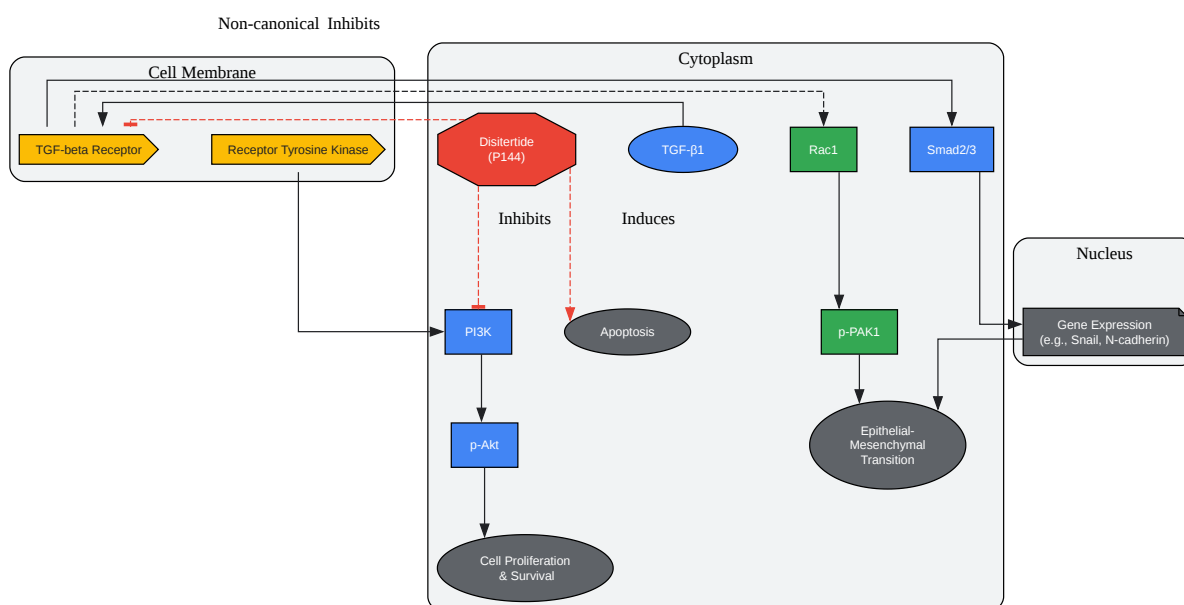 Non-canonical Inhibits
Cell Membrane
Cytoplasm
TGF-beta Receptor
Receptor Tyrosine Kinase
Disitertide
(P144)
TGF-β1
Rac1
Smad2/3
Inhibits
Induces
Nucleus
PI3K
Apoptosis
p-PAK1
Gene Expression
(e.g., Snail, N-cadherin)
p-Akt
Epithelial-
Mesenchymal
Transition
Cell Proliferation
& Survival